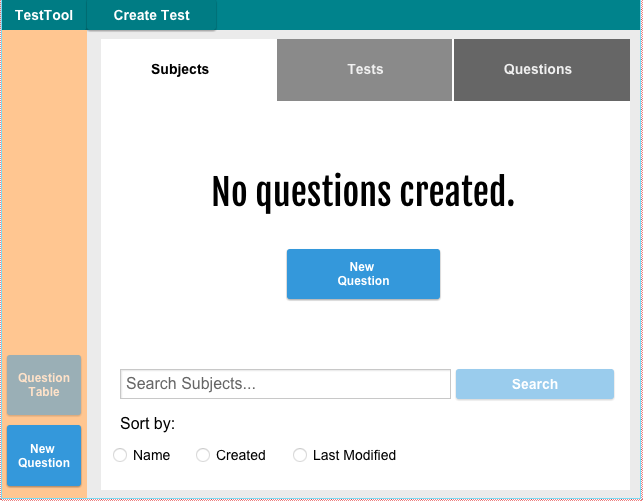 TestTool Create Test
Subjects Tests Questions
No questions created.
New
Question
Search Subjects... Search
Sort by:
Name Created Last Modified
Question
Table
New
Question